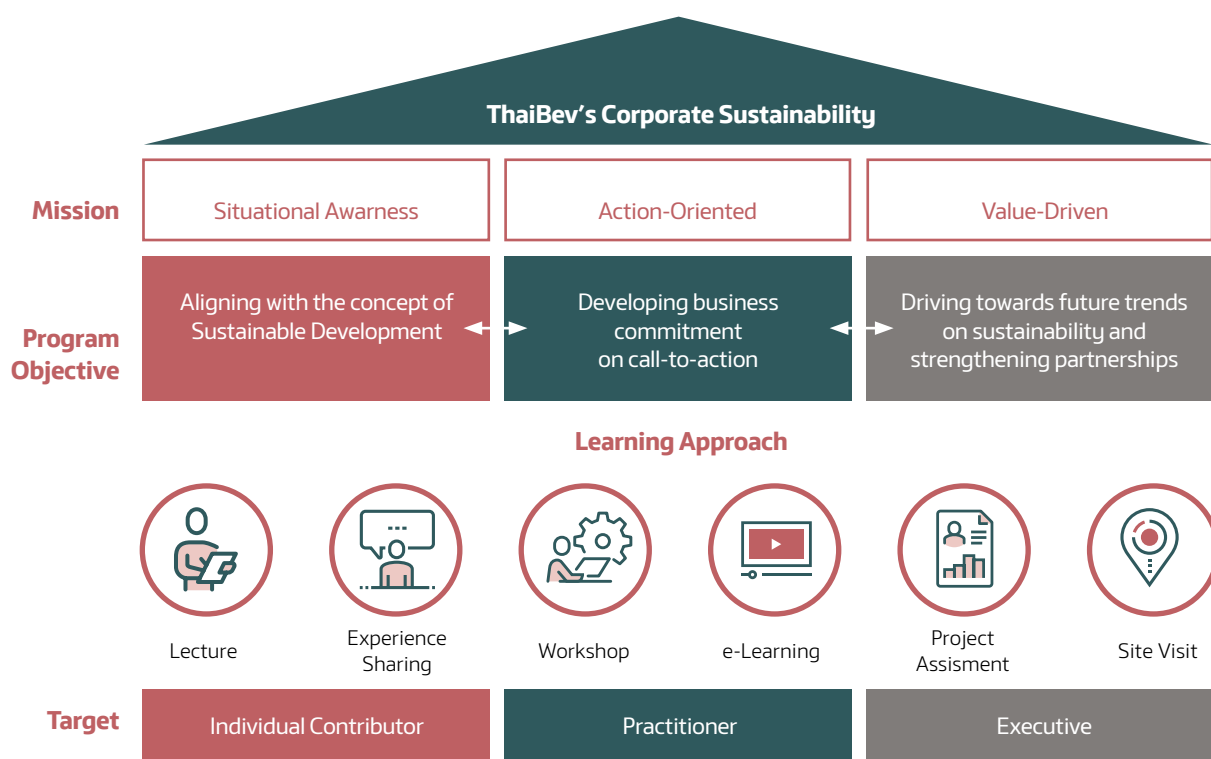 ThaiBev's Corporate Sustainability
Mission
Situational Awarness
Action-Oriented
Value-Driven
Program
Objective
Aligning with the concept of
Sustainable Development
Developing business
commitment
on call-to-action
Driving towards future trends
on sustainability and
strengthening partnerships
Learning Approach
Lecture
Experience
Sharing
Workshop
e-Learning
Project
Assisment
Site Visit
Target
Individual Contributor
Practitioner
Executive